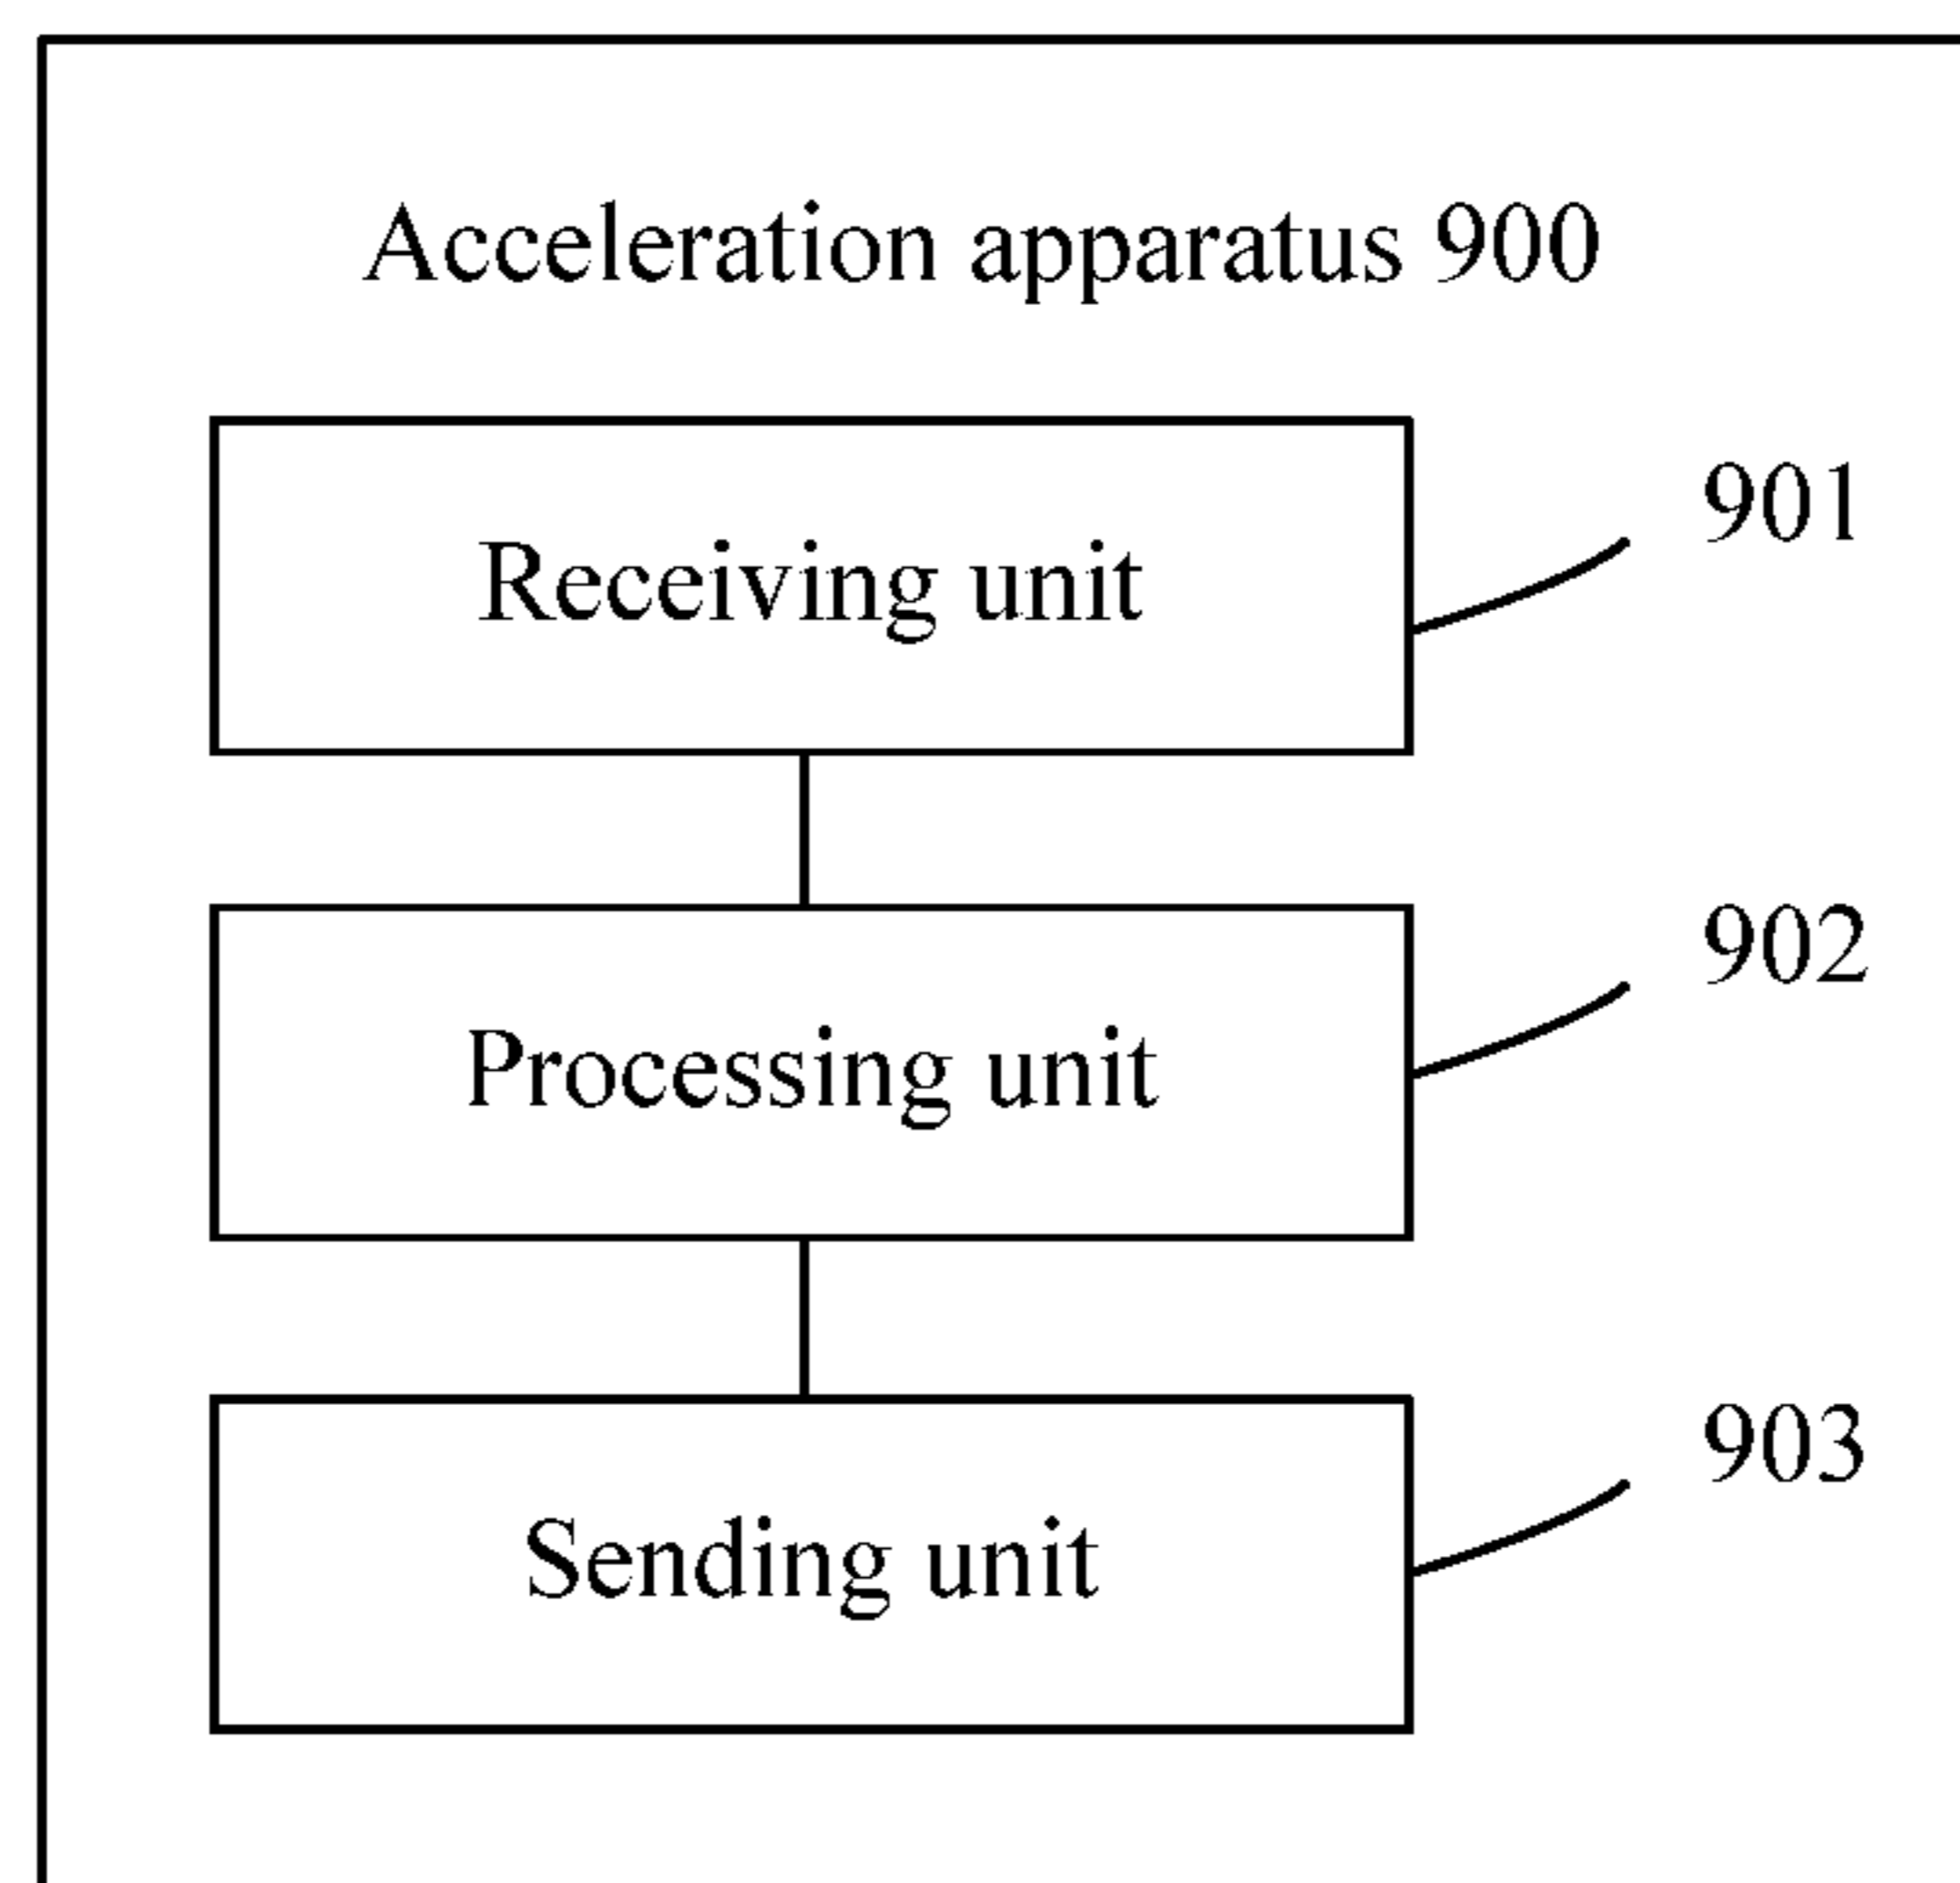 Acceleration apparatus 900
901
Receiving unit
902
Processing unit
903
Sending unit